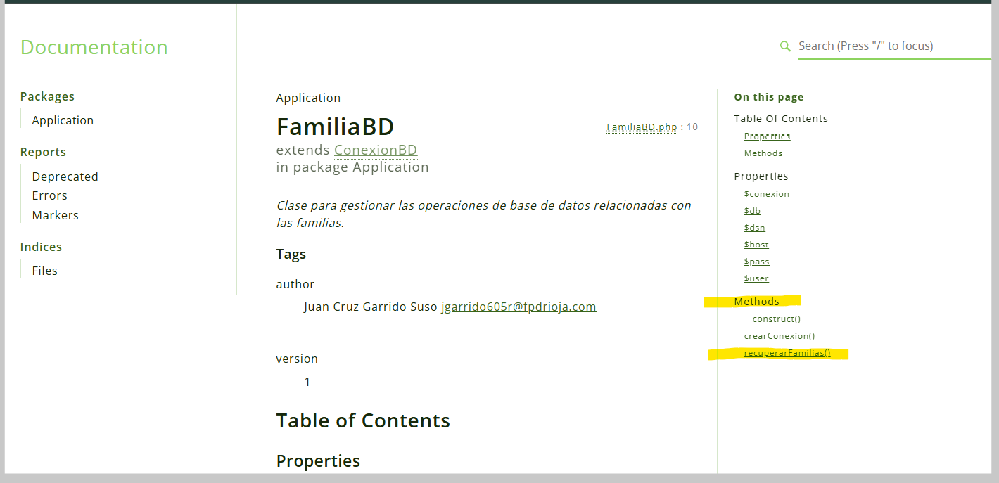 Documentation
Search (Press "/" to focus)
Packages
Application
Reports
Deprecated
Errors
Markers
Indices
Files
Application
FamiliaBD
FamiliaBD.php : 10
extends ConexionBD
in package Application
Clase para gestionar las operaciones de base de datos relacionadas con
las familias.
Tags
author
Juan Cruz Garrido Suso jgarrido605r@fpdrioja.com
version
1
Table of Contents
Properties
On this page
Table Of Contents
Properties
Methods
Properties
$conexion
$db
$dsn
$host
$pass
$user
Methods
__construct()
crearConexion()
recuperarFamilias()